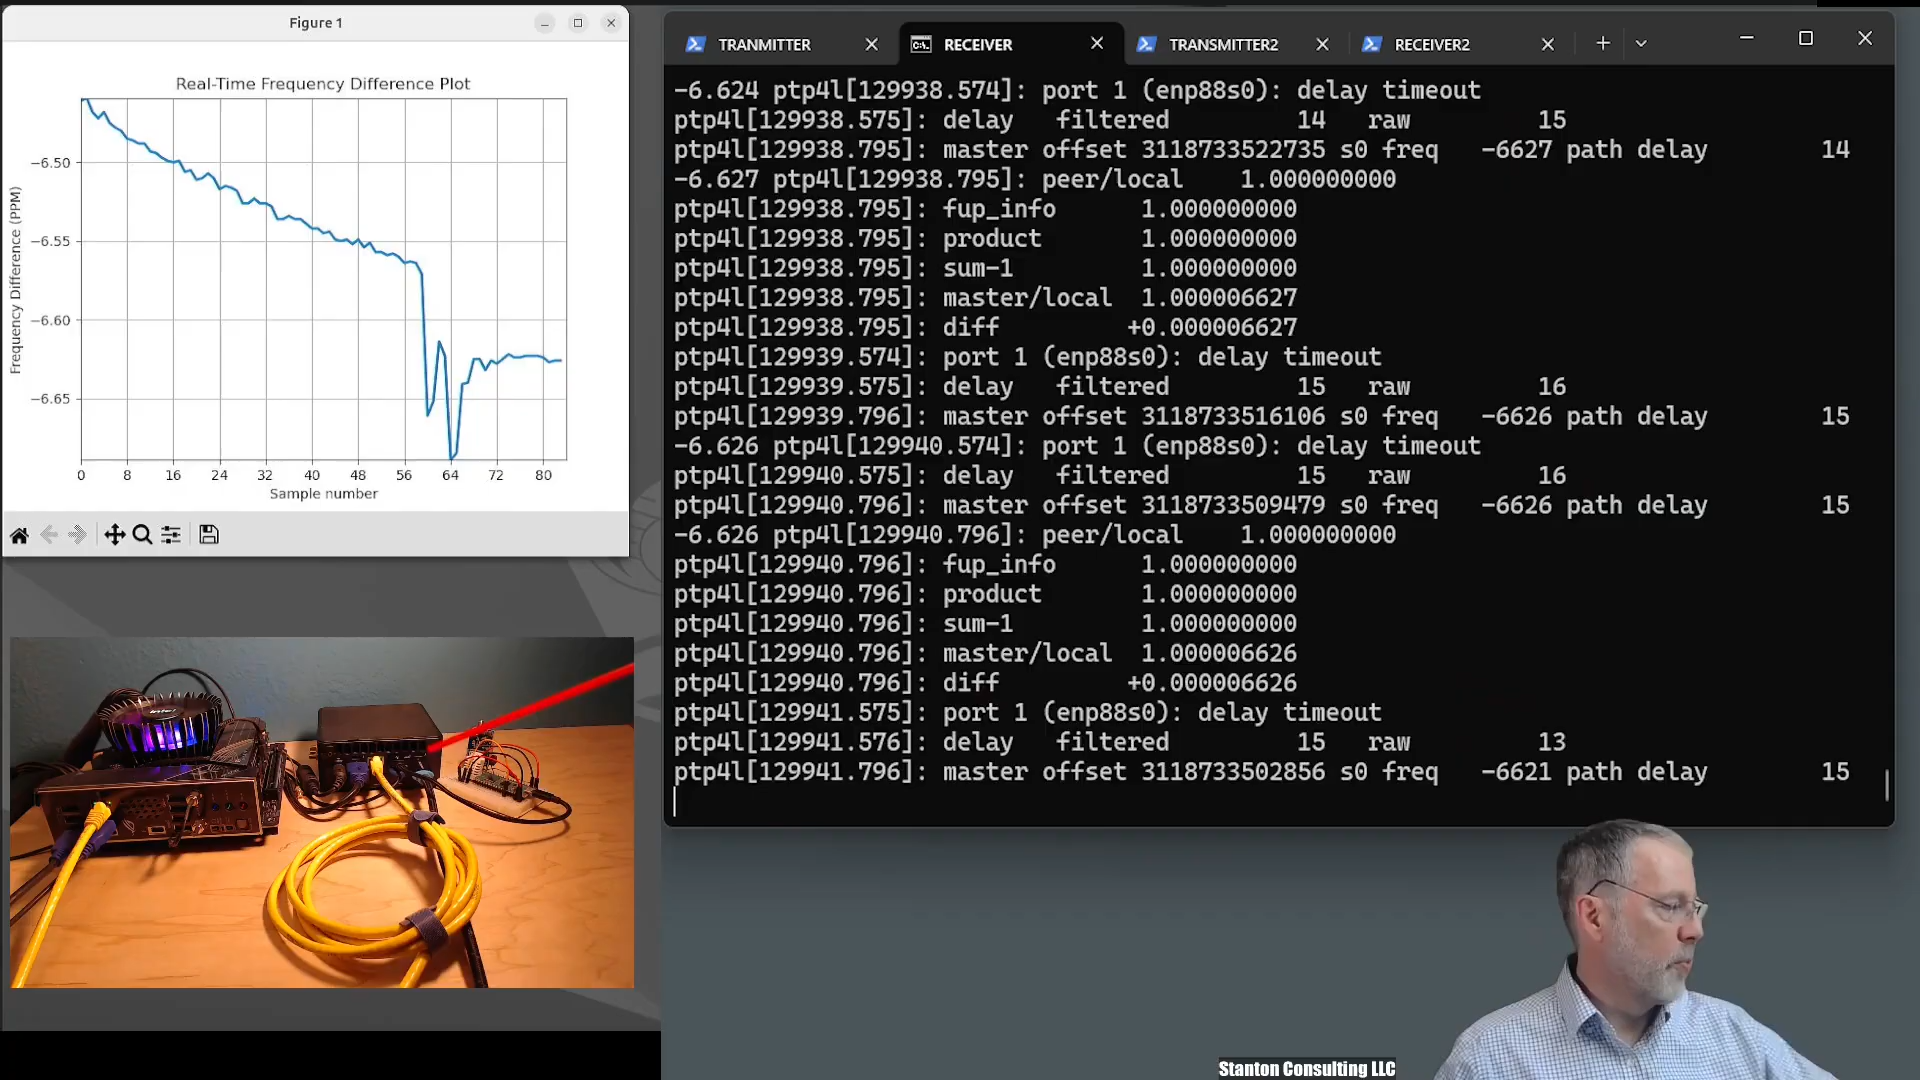 Figure 1
Real-Time Frequency Difference Plot
Frequency Difference (PPM)
−6.50
−6.55
−6.60
−6.65
0 8 16 24 32 40 48 56 64 72 80
Sample number
TRANMITTER
RECEIVER
TRANSMITTER2
RECEIVER2
-6.624 ptp4l[129938.574]: port 1 (enp88s0): delay timeout
ptp4l[129938.575]: delay filtered 14 raw 15
ptp4l[129938.795]: master offset 3118733522735 s0 freq -6627 path delay 14
-6.627 ptp4l[129938.795]: peer/local 1.000000000
ptp4l[129938.795]: fup_info 1.000000000
ptp4l[129938.795]: product 1.000000000
ptp4l[129938.795]: sum-1 1.000000000
ptp4l[129938.795]: master/local 1.000006627
ptp4l[129938.795]: diff +0.000006627
ptp4l[129939.574]: port 1 (enp88s0): delay timeout
ptp4l[129939.575]: delay filtered 15 raw 16
ptp4l[129939.796]: master offset 3118733516106 s0 freq -6626 path delay 15
-6.626 ptp4l[129940.574]: port 1 (enp88s0): delay timeout
ptp4l[129940.575]: delay filtered 15 raw 16
ptp4l[129940.796]: master offset 3118733509479 s0 freq -6626 path delay 15
-6.626 ptp4l[129940.796]: peer/local 1.000000000
ptp4l[129940.796]: fup_info 1.000000000
ptp4l[129940.796]: product 1.000000000
ptp4l[129940.796]: sum-1 1.000000000
ptp4l[129940.796]: master/local 1.000006626
ptp4l[129940.796]: diff +0.000006626
ptp4l[129941.575]: port 1 (enp88s0): delay timeout
ptp4l[129941.576]: delay filtered 15 raw 13
ptp4l[129941.796]: master offset 3118733502856 s0 freq -6621 path delay 15
intel
Stanton Consulting LLC